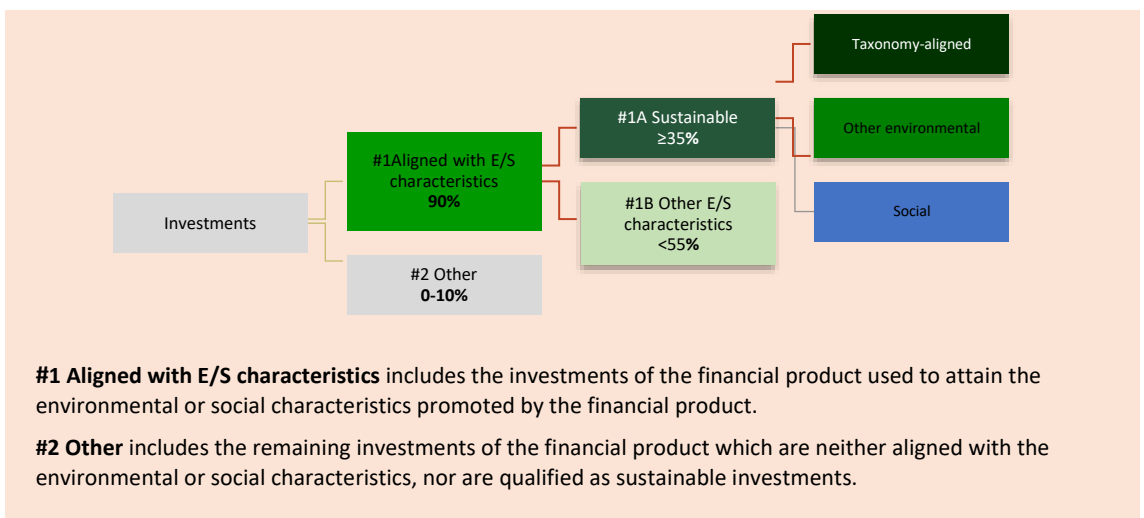 Taxonomy-aligned
#1A Sustainable
≥35%
Other environmental
#1Aligned with E/S
characteristics
90%
#1B Other E/S
characteristics
<55%
Social
Investments
#2 Other
0-10%
#1 Aligned with E/S characteristics includes the investments of the financial product used to attain the
environmental or social characteristics promoted by the financial product.
#2 Other includes the remaining investments of the financial product which are neither aligned with the
environmental or social characteristics, nor are qualified as sustainable investments.